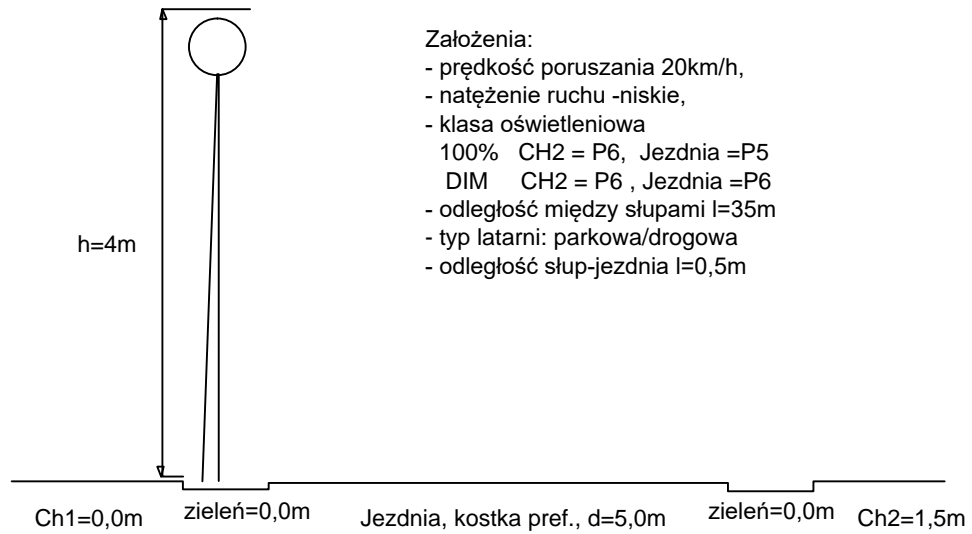 Założenia:
- prędkość poruszania 20km/h,
- natężenie ruchu -niskie,
- klasa oświetleniowa
100% CH2 = P6, Jezdnia =P5
DIM CH2 = P6 , Jezdnia =P6
- odległość między słupami l=35m
- typ latarni: parkowa/drogowa
- odległość słup-jezdnia l=0,5m
h=4m
Ch1=0,0m zieleń=0,0m Jezdnia, kostka pref., d=5,0m zieleń=0,0m Ch2=1,5m